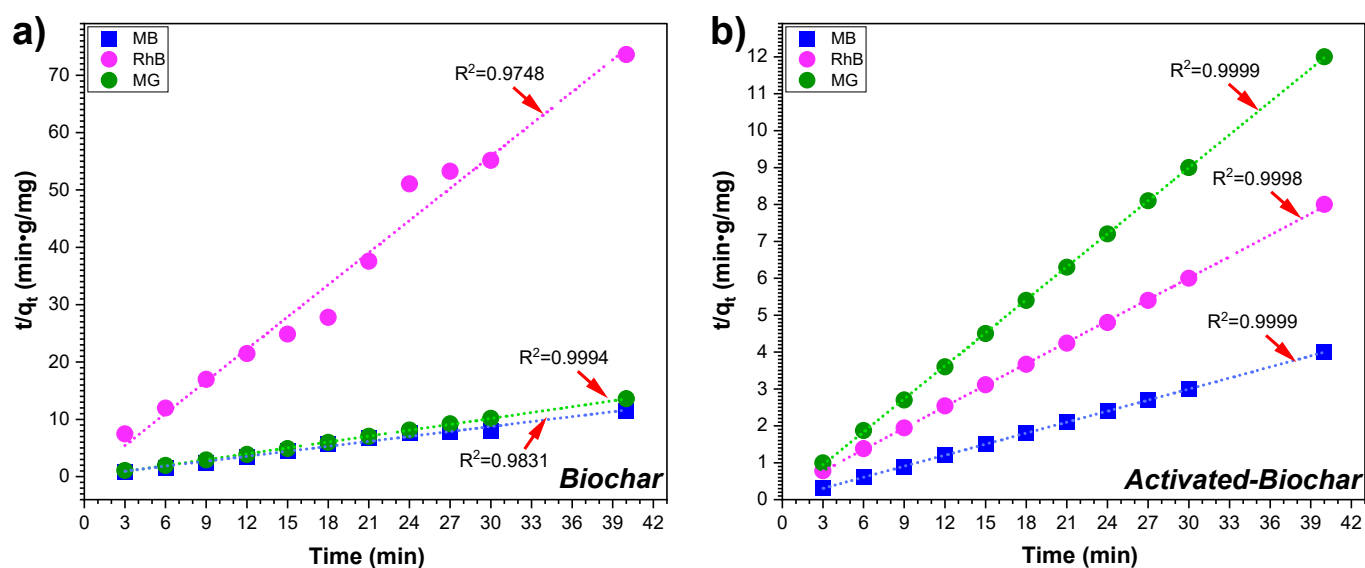 a)
MB
RhB
MG
R²=0.9748
R²=0.9994
R²=0.9831
Biochar
t/qₜ (min•g/mg)
0
10
20
30
40
50
60
70
0 3 6 9 12 15 18 21 24 27 30 33 36 39 42
Time (min)
b)
MB
RhB
MG
R²=0.9999
R²=0.9998
R²=0.9999
Activated-Biochar
t/qₜ (min•g/mg)
0
1
2
3
4
5
6
7
8
9
10
11
12
0 3 6 9 12 15 18 21 24 27 30 33 36 39 42
Time (min)